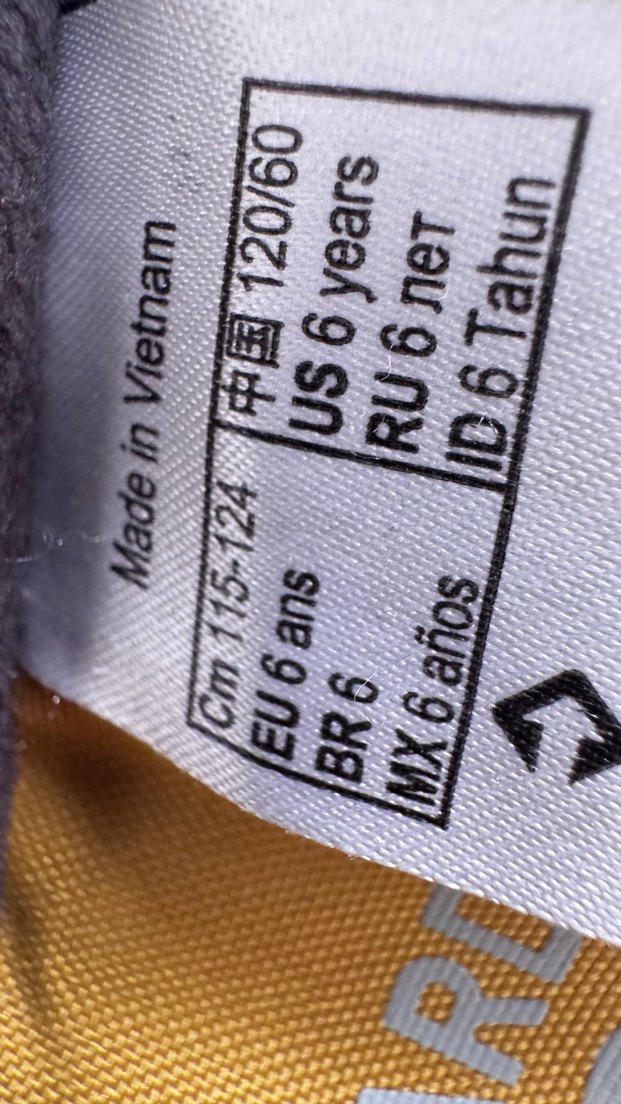 Made in Vietnam
Cm 115-124
中国 120/60
EU 6 ans
US 6 years
BR 6
RU 6 лет
MX 6 años
ID 6 Tahun